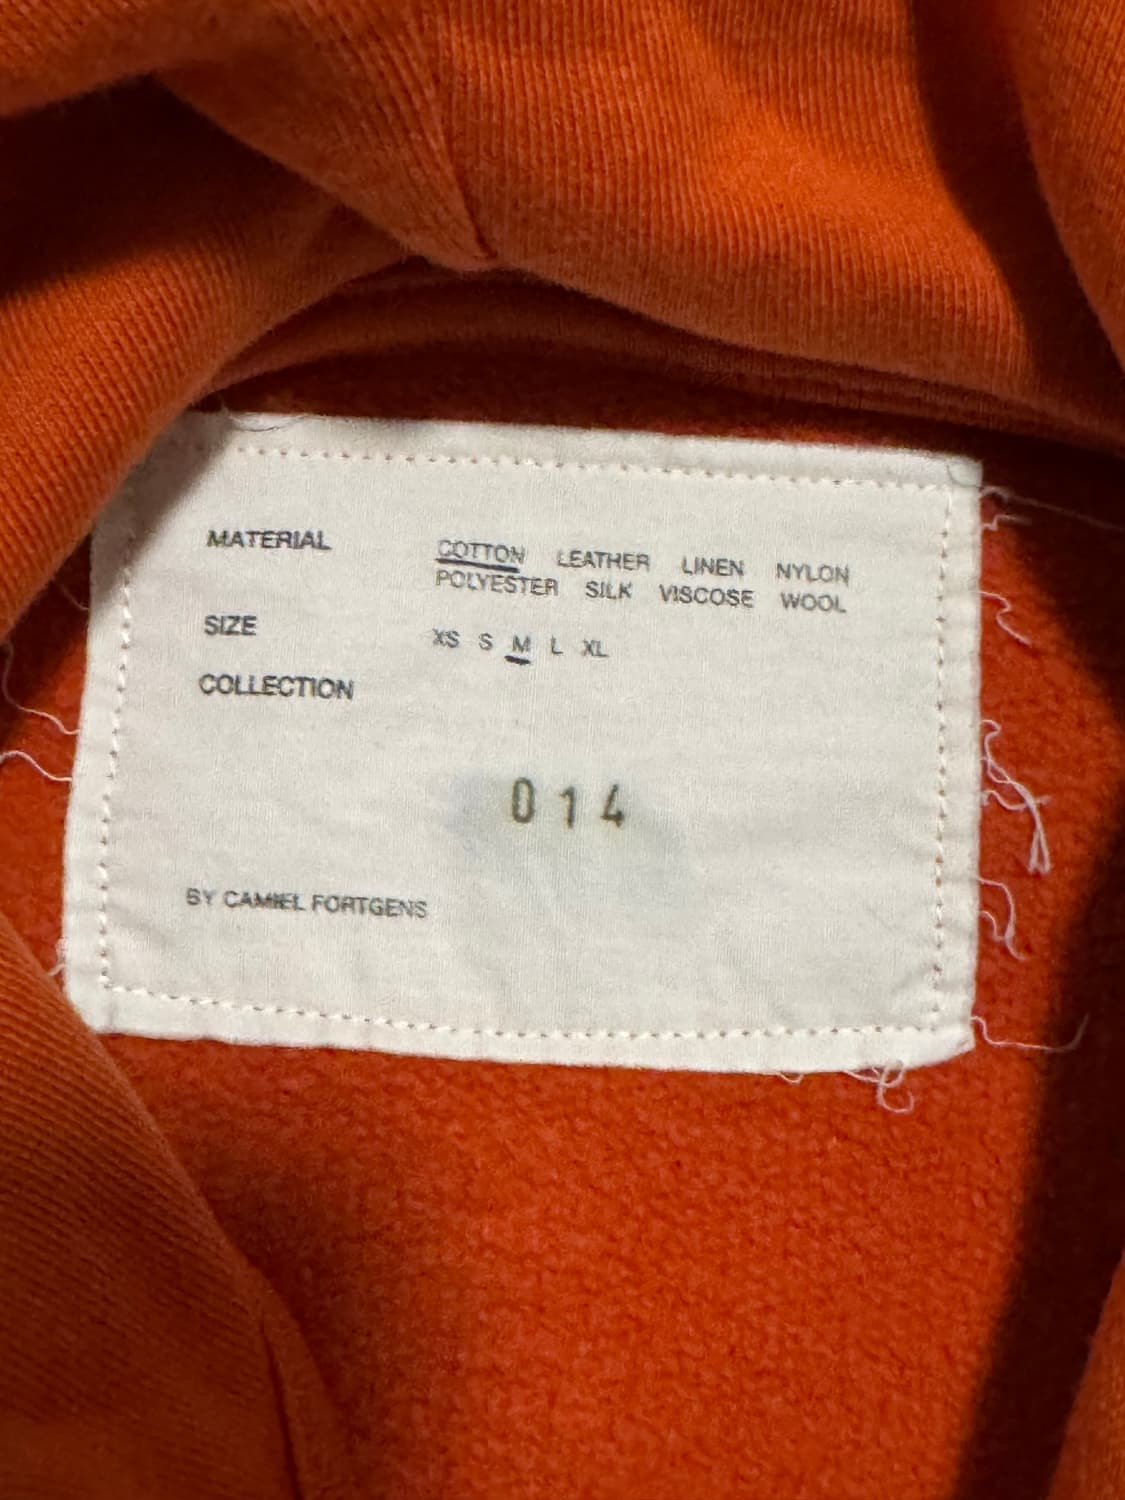 MATERIAL COTTON LEATHER LINEN NYLON
POLYESTER SILK VISCOSE WOOL
SIZE XS S M L XL
COLLECTION
014
BY CAMIEL FORTGENS